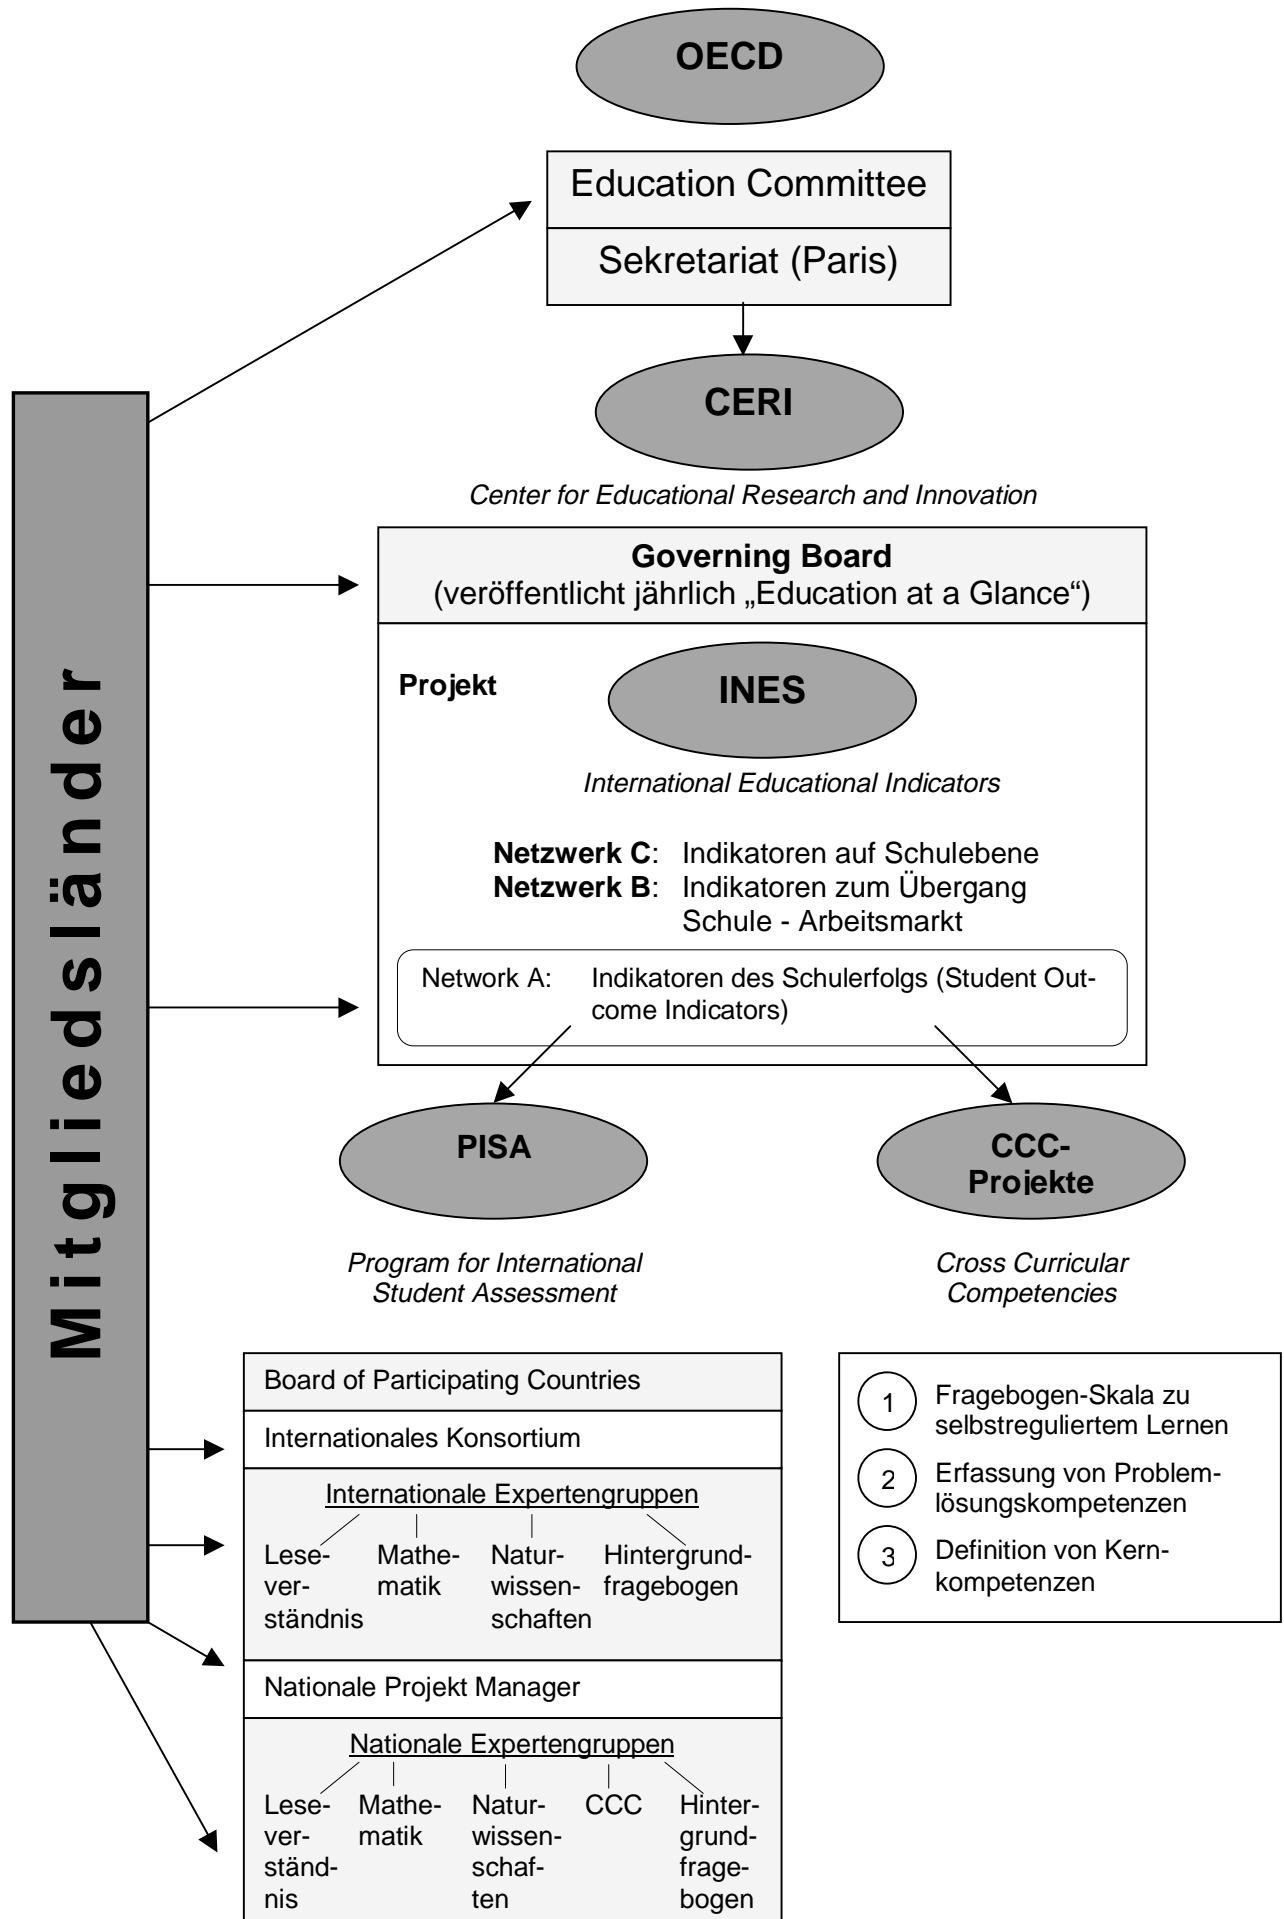 OECD
Education Committee
Sekretariat (Paris)
CERI
Center for Educational Research and Innovation
Mitgliedsländer
Governing Board
(veröffentlicht jährlich „Education at a Glance“)
Projekt
INES
International Educational Indicators
Netzwerk C: Indikatoren auf Schulebene
Netzwerk B: Indikatoren zum Übergang
Schule - Arbeitsmarkt
Network A: Indikatoren des Schulerfolgs (Student Out-
come Indicators)
PISA
Program for International
Student Assessment
CCC-
Projekte
Cross Curricular
Competencies
Board of Participating Countries
Internationales Konsortium
Internationale Expertengruppen
Lese-
ver-
ständnis
Mathe-
matik
Natur-
wissen-
schaften
Hintergrund-
fragebogen
Nationale Projekt Manager
Nationale Expertengruppen
Lese-
ver-
ständ-
nis
Mathe-
matik
Natur-
wissen-
schaf-
ten
CCC
Hinter-
grund-
frage-
bogen
1 Fragebogen-Skala zu
selbstreguliertem Lernen
2 Erfassung von Problem-
lösungskompetenzen
3 Definition von Kern-
kompetenzen